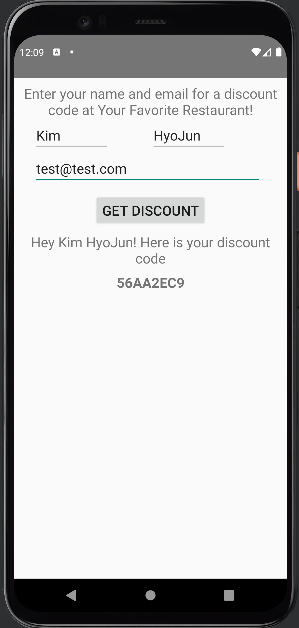 12:09
Enter your name and email for a discount
code at Your Favorite Restaurant!
Kim HyoJun
test@test.com
GET DISCOUNT
Hey Kim HyoJun! Here is your discount
code
56AA2EC9